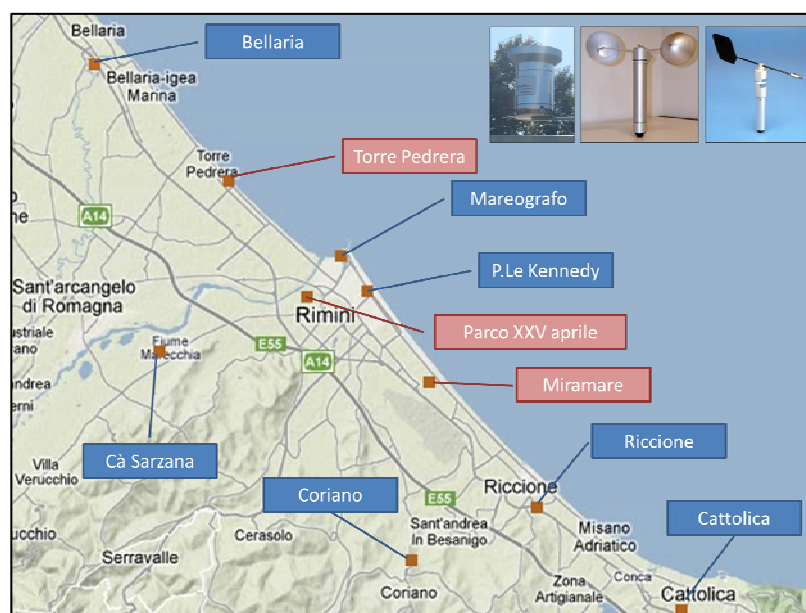 Bellaria
Bellaria
Bellaria-igea
Marina
Torre
Pedrera
Torre Pedrera
A14
Mareografo
P.Le Kennedy
Sant'arcangelo
di Romagna
Rimini
Parco XXV aprile
Fiume
E55
A14
Miramare
Cà Sarzana
Riccione
Villa
Verucchio
Coriano
E55
Riccione
Sant'andrea
In Besanigo
Misano
Adriatico
Cattolica
Cerasolo
Serravalle
Coriano
Zona
Artigianale
Conca
Cattolica